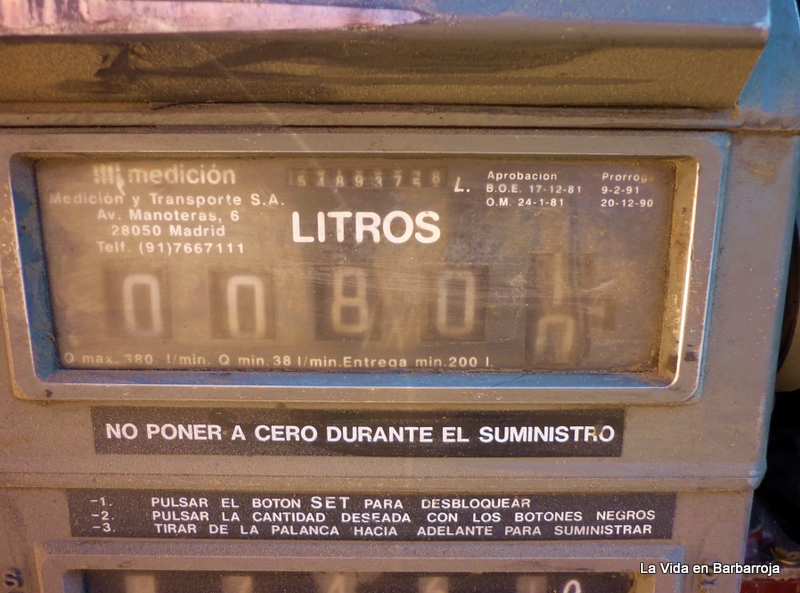 medición
Medición y Transporte S.A.
Av. Manoteras, 6
28050 Madrid
Telf. (91)7667111
L.
Aprobacion
B.O.E. 17-12-81
O.M. 24-1-81
Prorrog
9-2-91
20-12-90
LITROS
0 0 8 0
Q max. 380 l/min. Q min. 38 l/min. Entrega min. 200 l.
NO PONER A CERO DURANTE EL SUMINISTRO
-1. PULSAR EL BOTON SET PARA DESBLOQUEAR
-2. PULSAR LA CANTIDAD DESEADA CON LOS BOTONES NEGROS
-3. TIRAR DE LA PALANCA HACIA ADELANTE PARA SUMINISTRAR
La Vida en Barbarroja